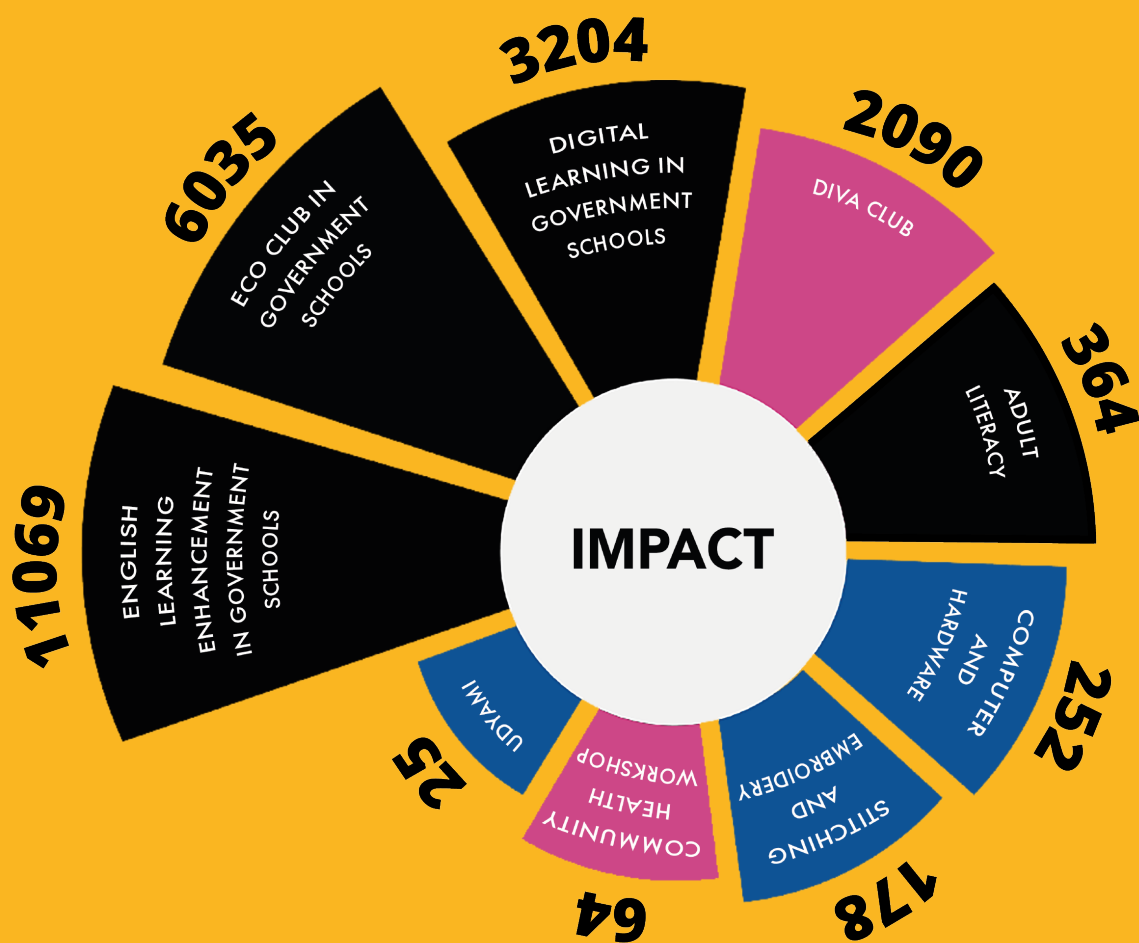 3204
DIGITAL
LEARNING IN
GOVERNMENT
SCHOOLS
2090
DIVA CLUB
364
ADULT
LITERACY
252
COMPUTER
AND
HARDWARE
178
STITCHING
AND
EMBROIDERY
64
COMMUNITY
HEALTH
WORKSHOP
25
UDYAMI
11069
ENGLISH
LEARNING
ENHANCEMENT
IN GOVERNMENT
SCHOOLS
6035
ECO CLUB IN
GOVERNMENT
SCHOOLS
IMPACT